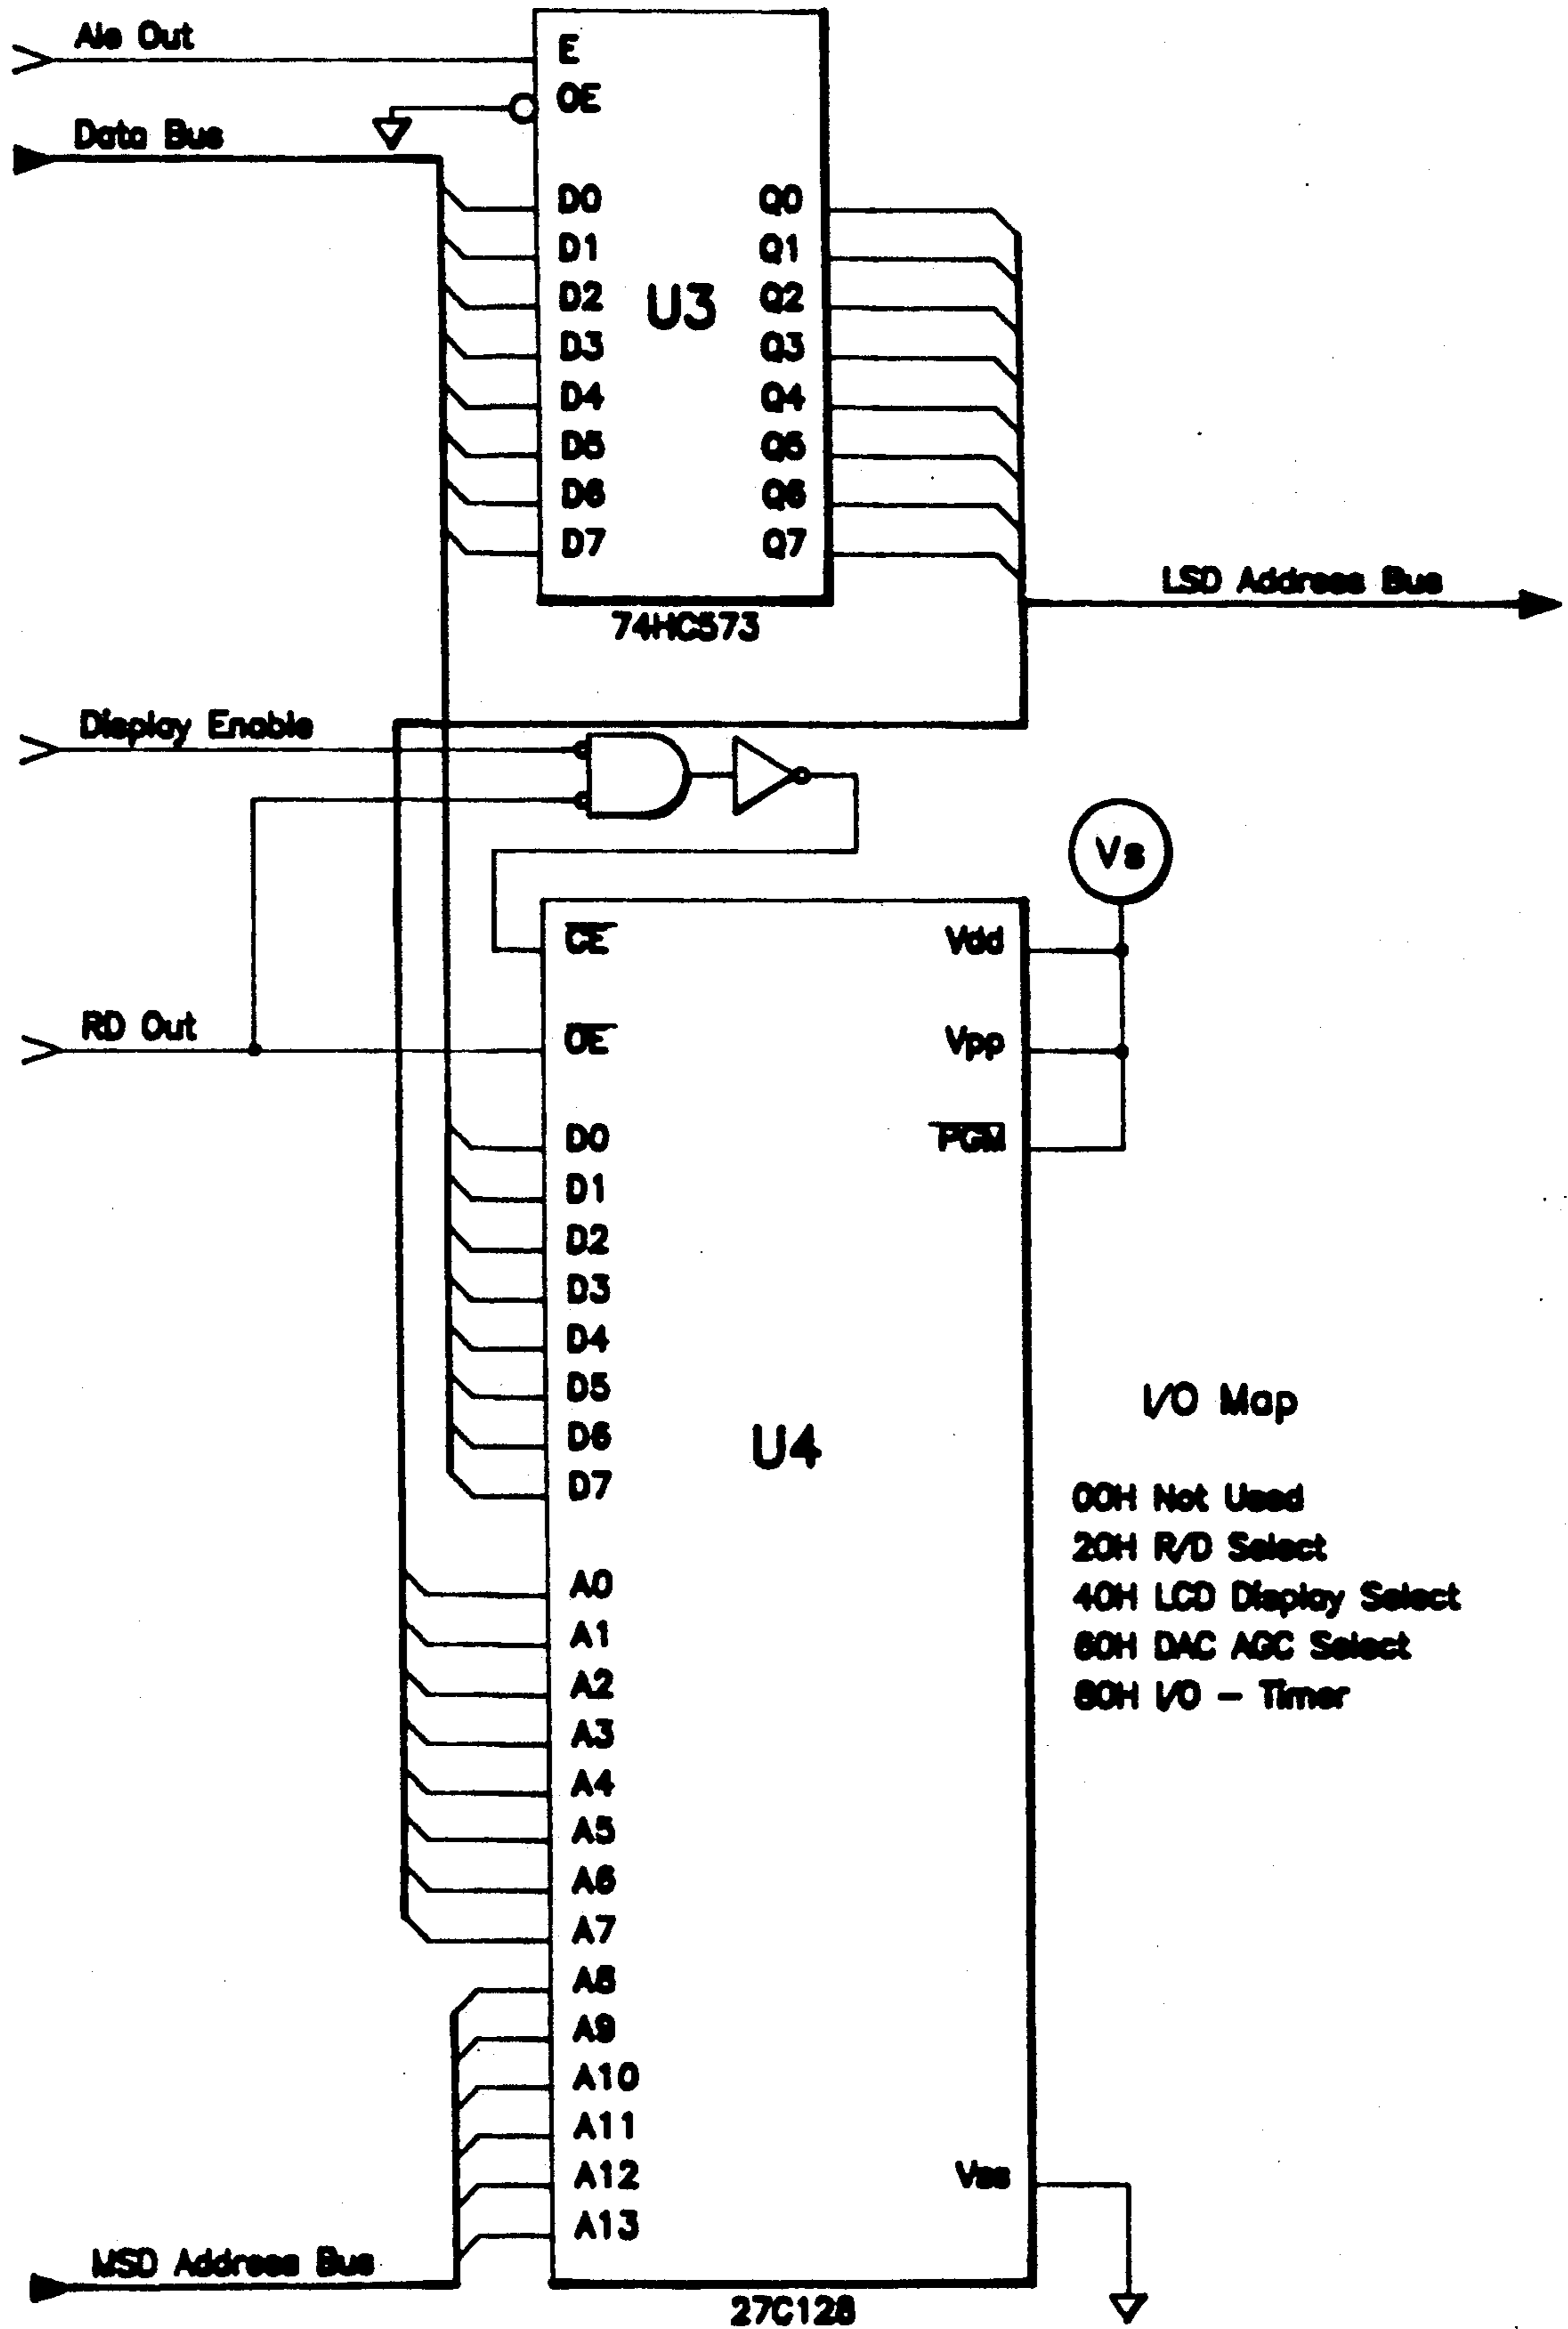 Ale Out
E
OE
Data Bus
D0 Q0
D1 Q1
D2 Q2
U3
D3 Q3
D4 Q4
D5 Q5
D6 Q6
D7 Q7
LSD Address Bus
74HC573
Display Enable
Vs
CE Vdd
RD Out
OE Vpp
D0 PGM
D1
D2
D3
D4
D5
D6
U4
D7
I/O Map
00H Not Used
20H R/D Select
40H LCD Display Select
60H DAC AGC Select
80H I/O - Timer
A0
A1
A2
A3
A4
A5
A6
A7
A8
A9
A10
A11
A12 Vss
A13
MSD Address Bus
27C128